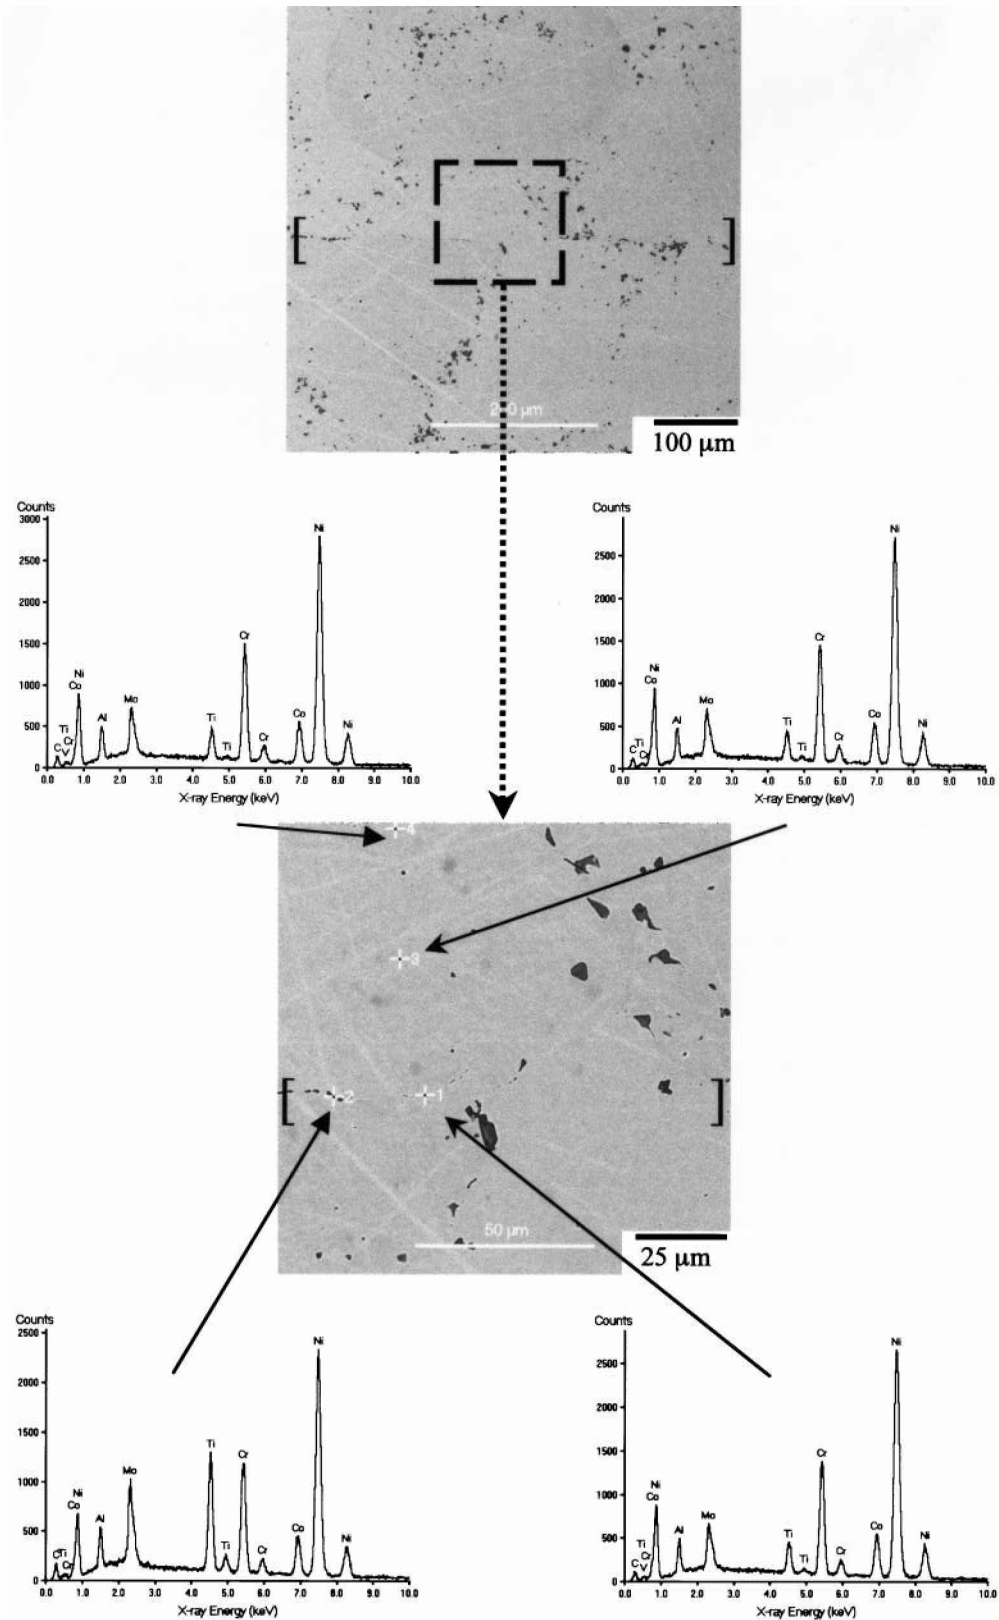 [ ]
2 0 µm
100 µm
Counts
3000
2500
2000
1500
1000
500
0
Ni
Co
C
Ti
V
Cr
Al
Mo
Ti
Ti
Cr
Cr
Co
Ni
Ni
0.0 1.0 2.0 3.0 4.0 5.0 6.0 7.0 8.0 9.0 10.0
X-ray Energy (keV)
Counts
2500
2000
1500
1000
500
0
Ni
Co
C
Ti
Cr
Al
Mo
Ti
Ti
Cr
Cr
Co
Ni
Ni
0.0 1.0 2.0 3.0 4.0 5.0 6.0 7.0 8.0 9.0 10.0
X-ray Energy (keV)
4
3
[ 2 1 ]
50 µm
25 µm
Counts
2500
2000
1500
1000
500
0
Ni
Co
C
Ti
Cr
Al
Mo
Ti
Ti
Cr
Cr
Co
Ni
Ni
0.0 1.0 2.0 3.0 4.0 5.0 6.0 7.0 8.0 9.0 10.0
X-ray Energy (keV)
Counts
2500
2000
1500
1000
500
0
Ni
Co
C
Ti
Cr
V
Al
Mo
Ti
Ti
Cr
Cr
Co
Ni
Ni
0.0 1.0 2.0 3.0 4.0 5.0 6.0 7.0 8.0 9.0 10.0
X-ray Energy (keV)